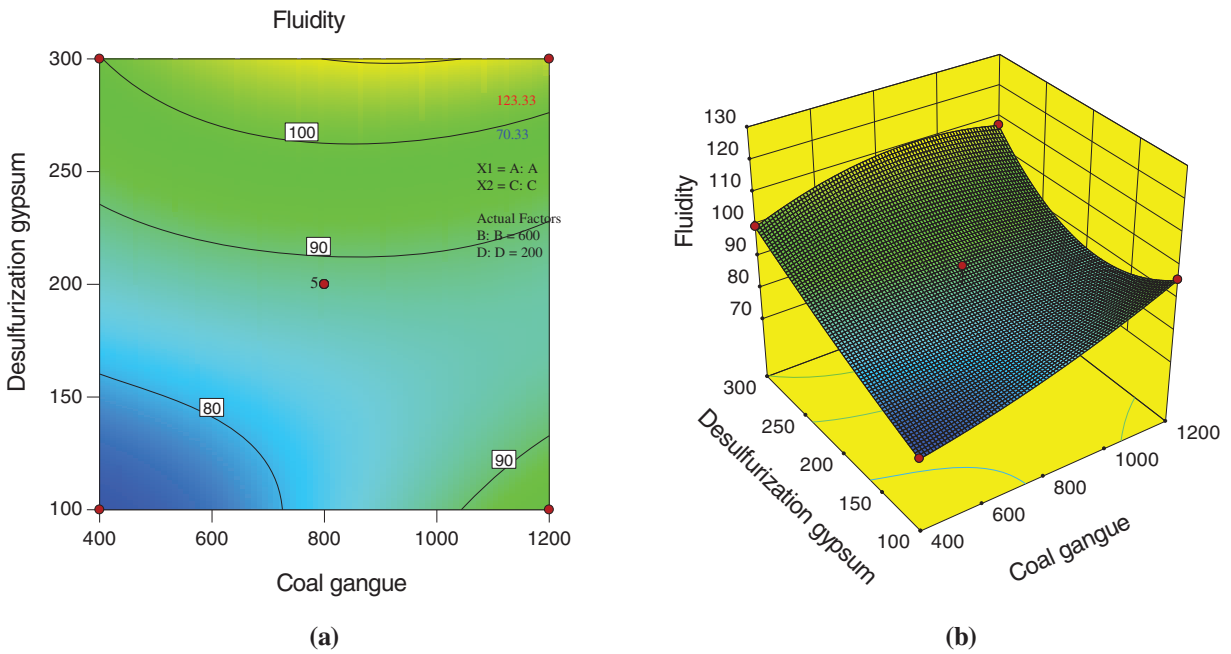 Fluidity
300
250
200
150
100
Desulfurization gypsum
100
90
5
80
90
123.33
70.33
X1 = A: A
X2 = C: C
Actual Factors
B: B = 600
D: D = 200
400
600
800
1000
1200
Coal gangue
(a)
130
120
110
100
90
80
70
Fluidity
300
250
200
150
100
Desulfurization gypsum
400
600
800
1000
1200
Coal gangue
(b)